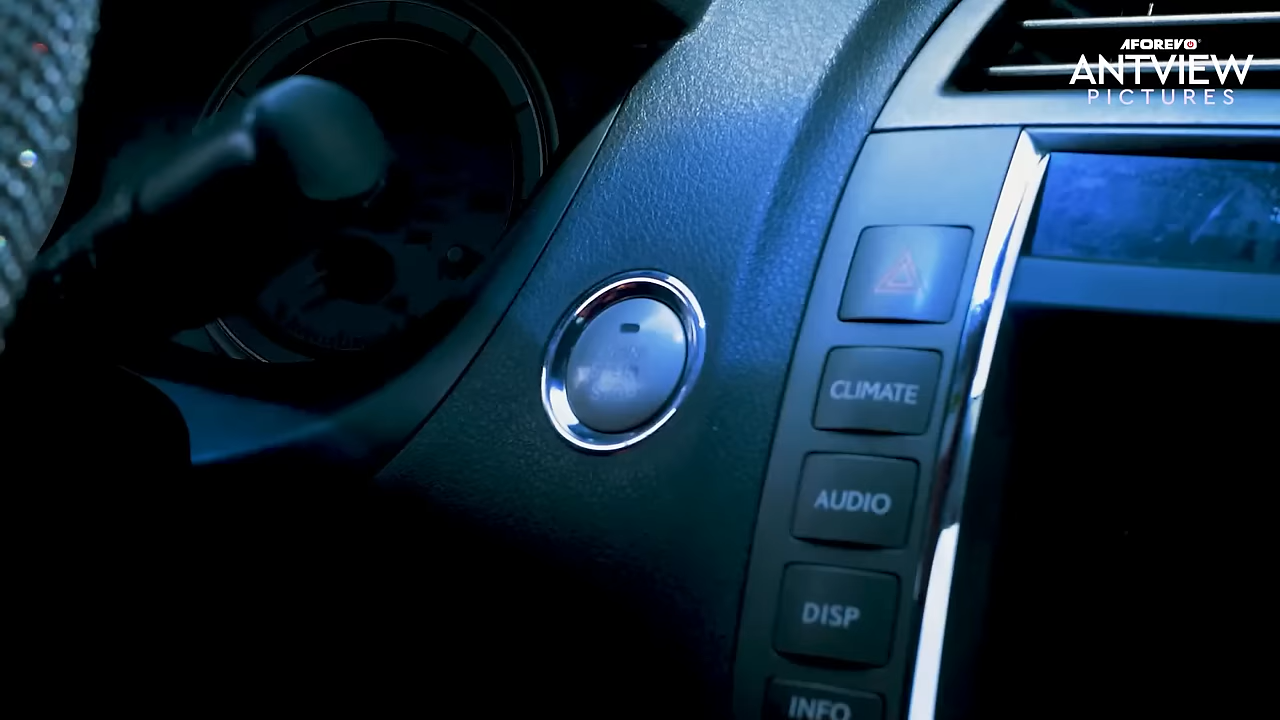 AFOREVO
ANTVIEW
PICTURES
CLIMATE
AUDIO
DISP
INFO